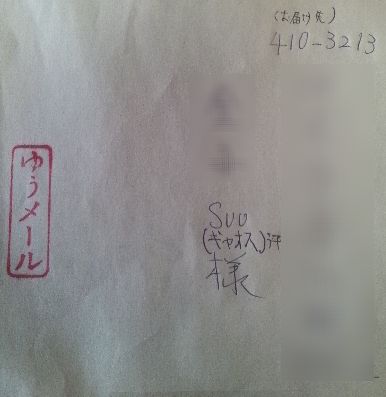 (お届け先)
410-3213
Suu
(ギャオス)
様
ゆうメール